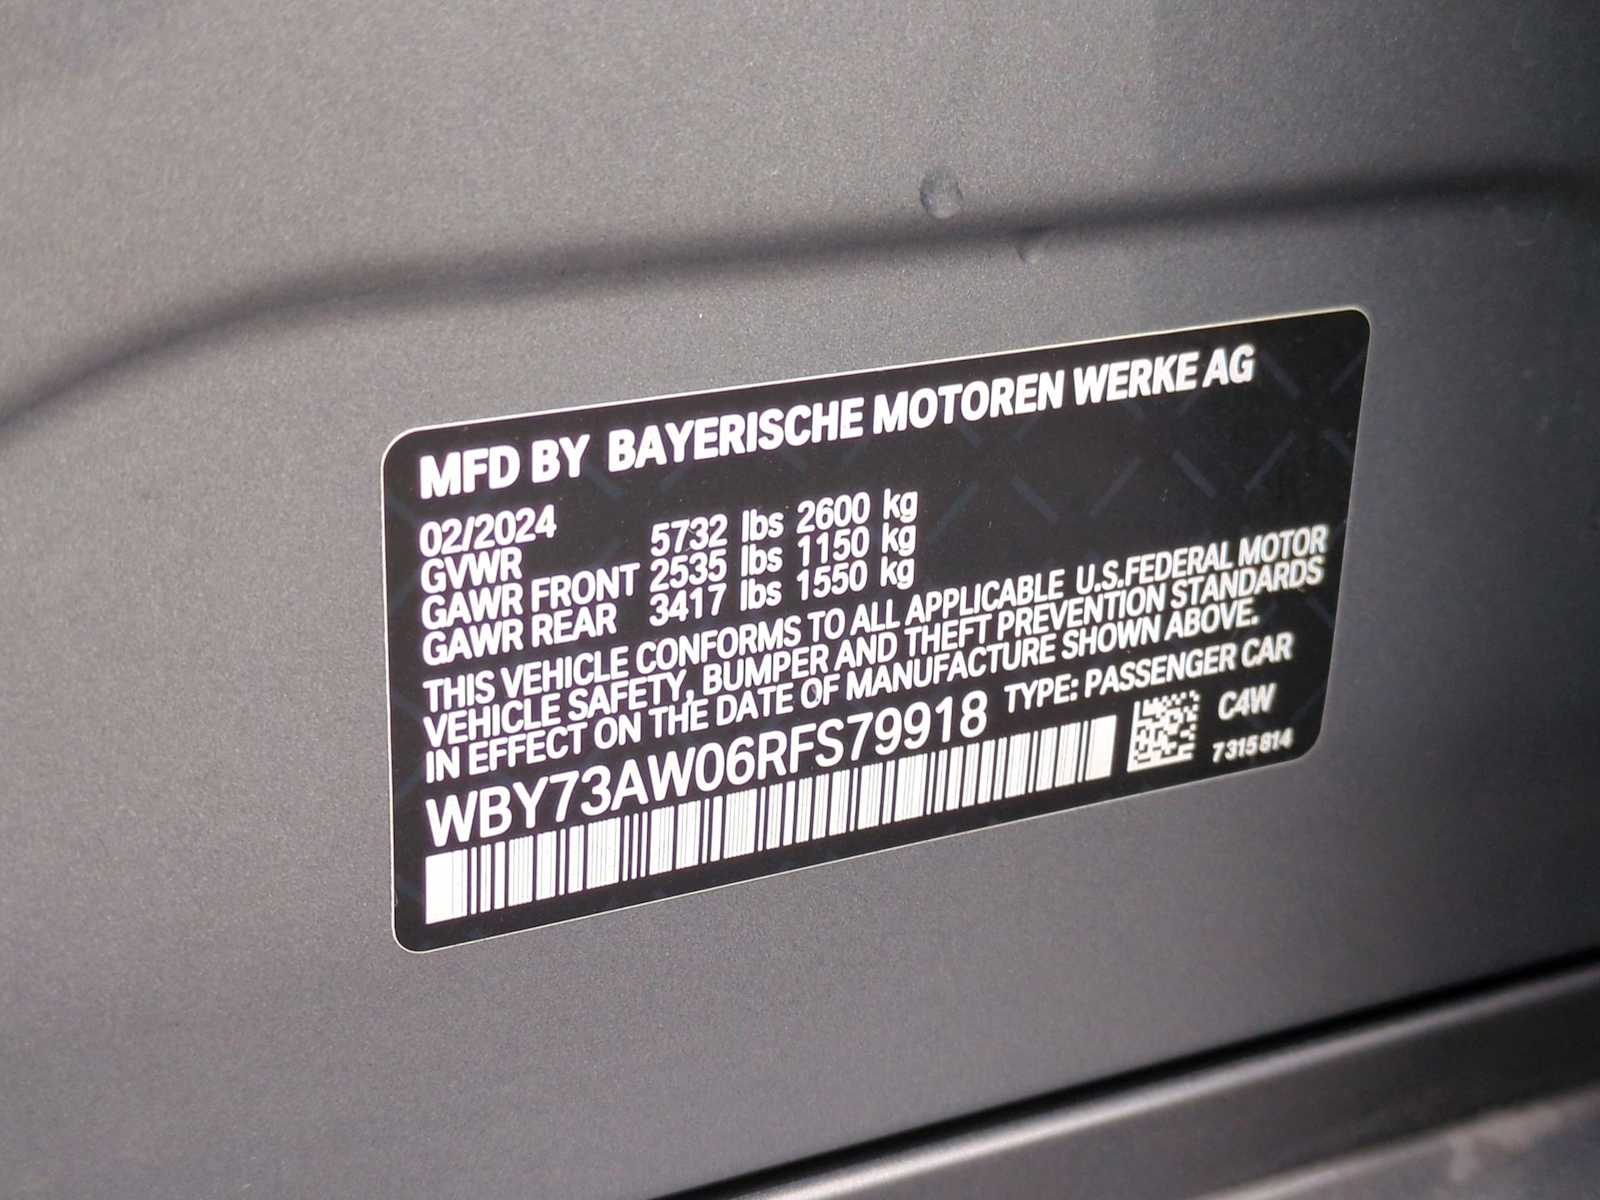 MFD BY BAYERISCHE MOTOREN WERKE AG
02/2024
GVWR 5732 lbs 2600 kg
GAWR FRONT 2535 lbs 1150 kg
GAWR REAR 3417 lbs 1550 kg
THIS VEHICLE CONFORMS TO ALL APPLICABLE U.S.FEDERAL MOTOR
VEHICLE SAFETY, BUMPER AND THEFT PREVENTION STANDARDS
IN EFFECT ON THE DATE OF MANUFACTURE SHOWN ABOVE.
WBY73AW06RFS79918 TYPE: PASSENGER CAR
C4W
7315814